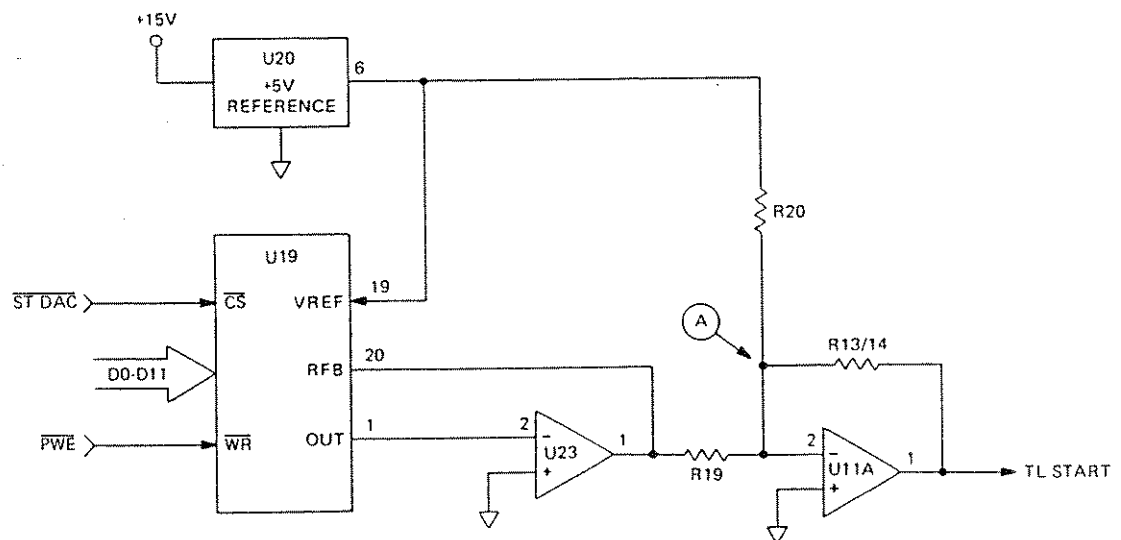 +15V
U20
+5V
REFERENCE
6
R20
U19
ST DAC
CS
VREF
19
A
R13/14
D0-D11
RFB
20
PWE
WR
OUT
1
2
-
U23
+
1
R19
2
-
U11A
+
1
TL START